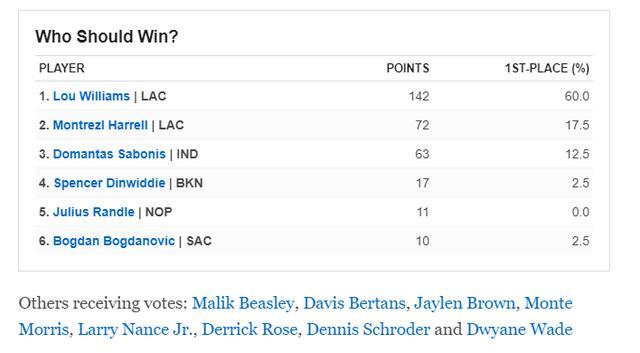 Who Should Win?
PLAYER POINTS 1ST-PLACE (%)
1. Lou Williams | LAC 142 60.0
2. Montrezl Harrell | LAC 72 17.5
3. Domantas Sabonis | IND 63 12.5
4. Spencer Dinwiddie | BKN 17 2.5
5. Julius Randle | NOP 11 0.0
6. Bogdan Bogdanovic | SAC 10 2.5
Others receiving votes: Malik Beasley, Davis Bertans, Jaylen Brown, Monte
Morris, Larry Nance Jr., Derrick Rose, Dennis Schroder and Dwyane Wade